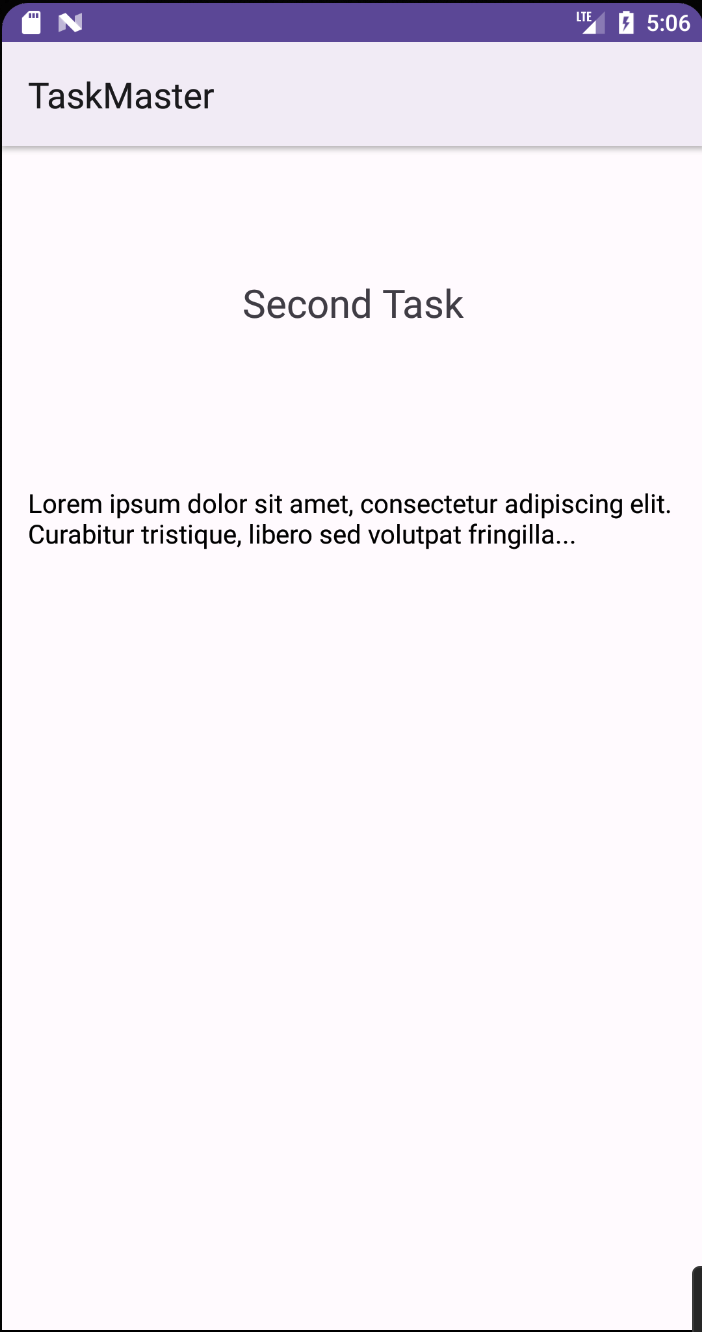 LTE 5:06
TaskMaster
Second Task
Lorem ipsum dolor sit amet, consectetur adipiscing elit.
Curabitur tristique, libero sed volutpat fringilla...